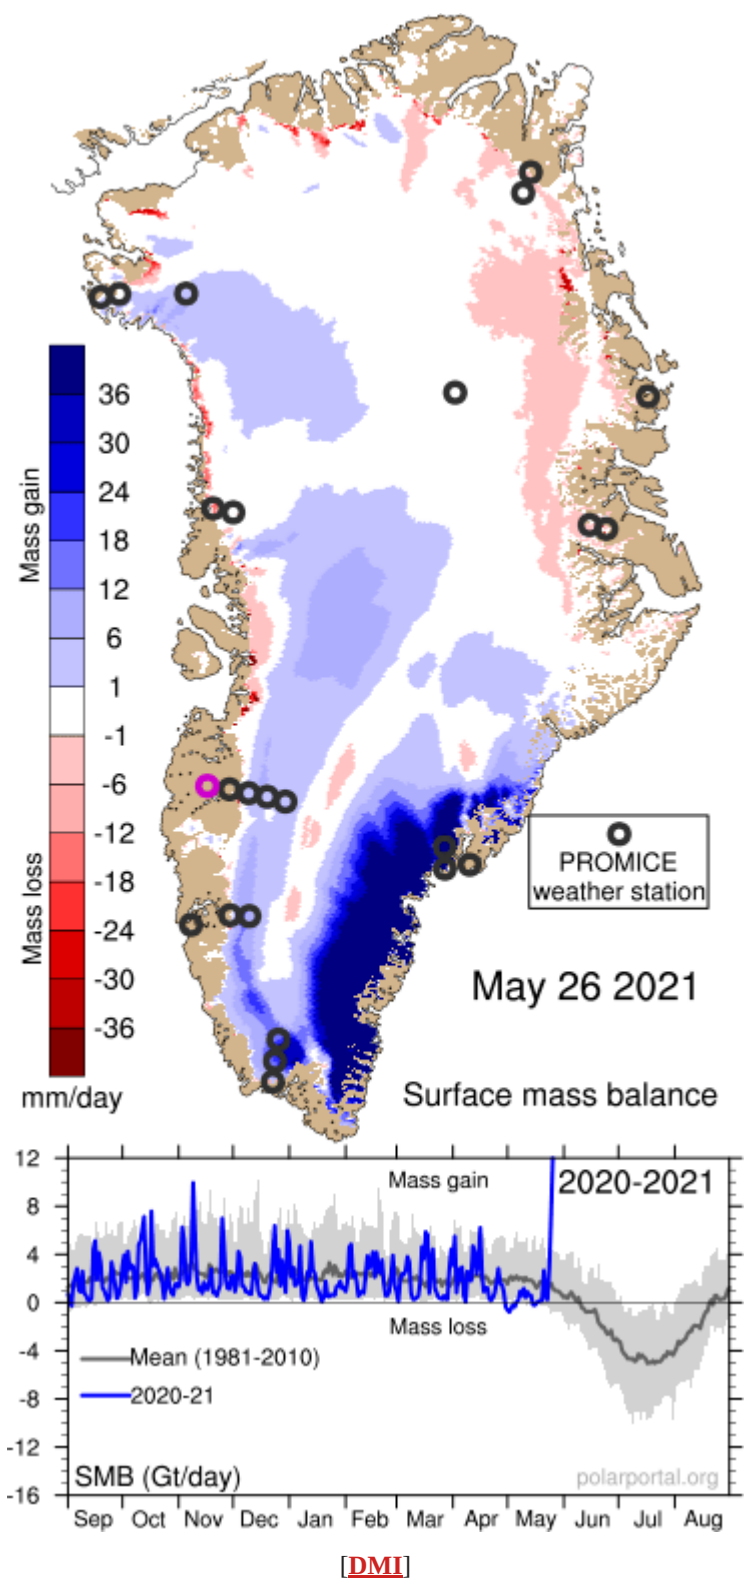 36
30
24
18
12
6
1
-1
-6
-12
-18
-24
-30
-36
Mass gain
Mass loss
mm/day
PROMICE
weather station
May 26 2021
Surface mass balance
12
8
4
0
-4
-8
-12
-16
Mass gain
2020-2021
Mass loss
Mean (1981-2010)
2020-21
SMB (Gt/day)
polarportal.org
Sep Oct Nov Dec Jan Feb Mar Apr May Jun Jul Aug
[DMI]